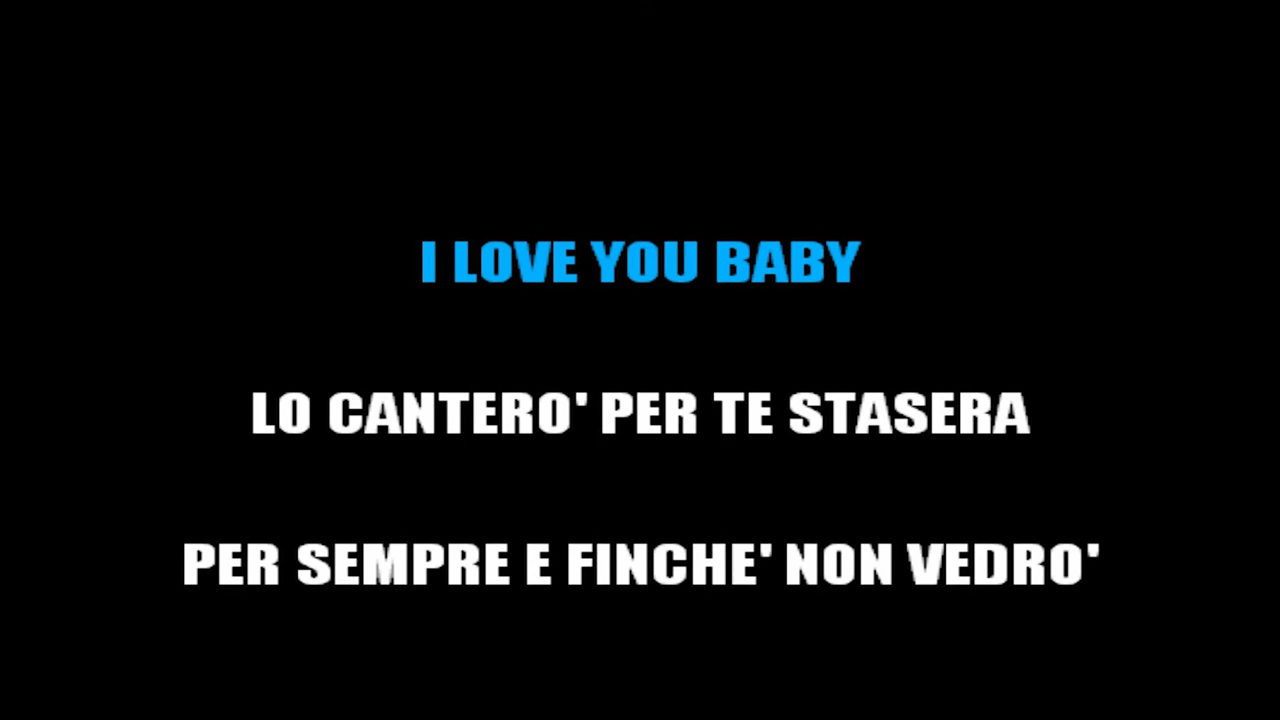 I LOVE YOU BABY
LO CANTERO' PER TE STASERA
PER SEMPRE E FINCHE' NON VEDRO'